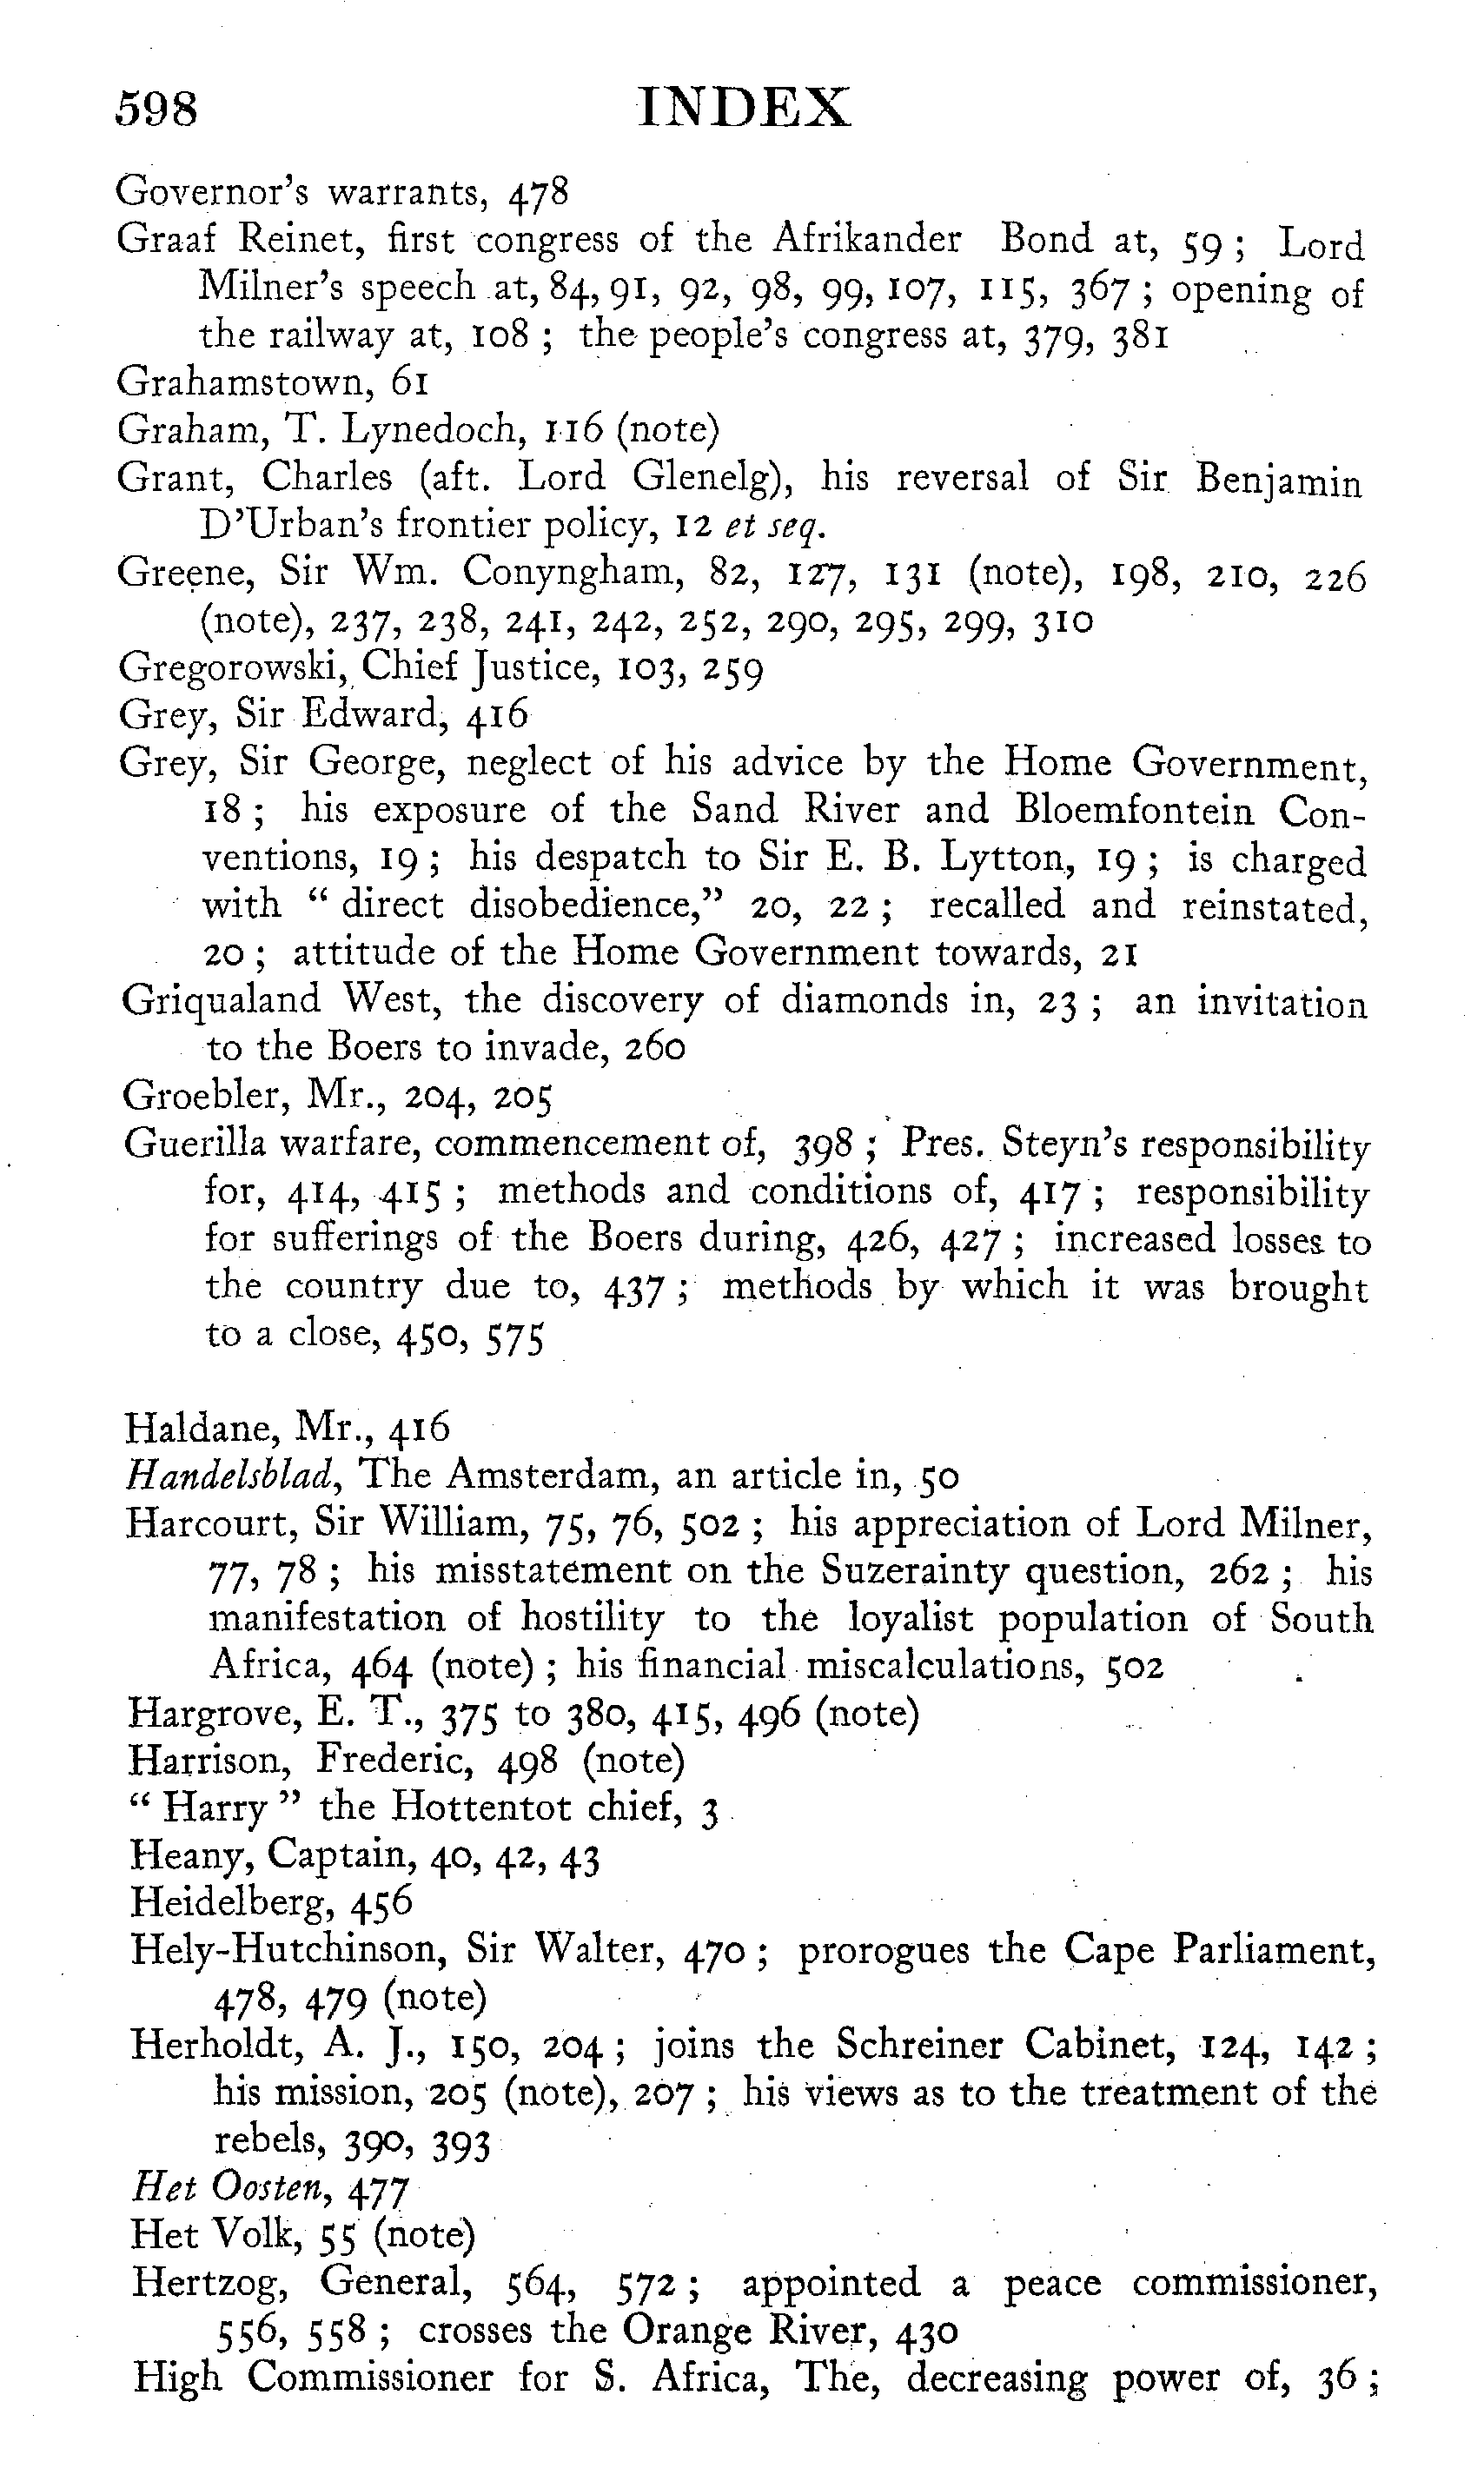 598 INDEX
Governor's warrants, 478
Graaf Reinet, first congress of the Afrikander Bond at, 59 ; Lord
Milner's speech at, 84, 91, 92, 98, 99, 107, 115, 367 ; opening of
the railway at, 108 ; the people's congress at, 379, 381
Grahamstown, 61
Graham, T. Lynedoch, 116 (note)
Grant, Charles (aft. Lord Glenelg), his reversal of Sir Benjamin
D'Urban's frontier policy, 12 et seq.
Greene, Sir Wm. Conyngham, 82, 127, 131 (note), 198, 210, 226
(note), 237, 238, 241, 242, 252, 290, 295, 299, 310
Gregorowski, Chief Justice, 103, 259
Grey, Sir Edward, 416
Grey, Sir George, neglect of his advice by the Home Government,
18 ; his exposure of the Sand River and Bloemfontein Con-
ventions, 19 ; his despatch to Sir E. B. Lytton, 19 ; is charged
with " direct disobedience," 20, 22 ; recalled and reinstated,
20 ; attitude of the Home Government towards, 21
Griqualand West, the discovery of diamonds in, 23 ; an invitation
to the Boers to invade, 260
Groebler, Mr., 204, 205
Guerilla warfare, commencement of, 398 ; Pres. Steyn's responsibility
for, 414, 415 ; methods and conditions of, 417 ; responsibility
for sufferings of the Boers during, 426, 427 ; increased losses to
the country due to, 437 ; methods by which it was brought
to a close, 450, 575
Haldane, Mr., 416
Handelsblad, The Amsterdam, an article in, 50
Harcourt, Sir William, 75, 76, 502 ; his appreciation of Lord Milner,
77, 78 ; his misstatement on the Suzerainty question, 262 ; his
manifestation of hostility to the loyalist population of South
Africa, 464 (note) ; his financial miscalculations, 502
Hargrove, E. T., 375 to 380, 415, 496 (note)
Harrison, Frederic, 498 (note)
" Harry " the Hottentot chief, 3
Heany, Captain, 40, 42, 43
Heidelberg, 456
Hely-Hutchinson, Sir Walter, 470 ; prorogues the Cape Parliament,
478, 479 (note)
Herholdt, A. J., 150, 204 ; joins the Schreiner Cabinet, 124, 142 ;
his mission, 205 (note), 207 ; his views as to the treatment of the
rebels, 390, 393
Het Oosten, 477
Het Volk, 55 (note)
Hertzog, General, 564, 572 ; appointed a peace commissioner,
556, 558 ; crosses the Orange River, 430
High Commissioner for S. Africa, The, decreasing power of, 36 ;